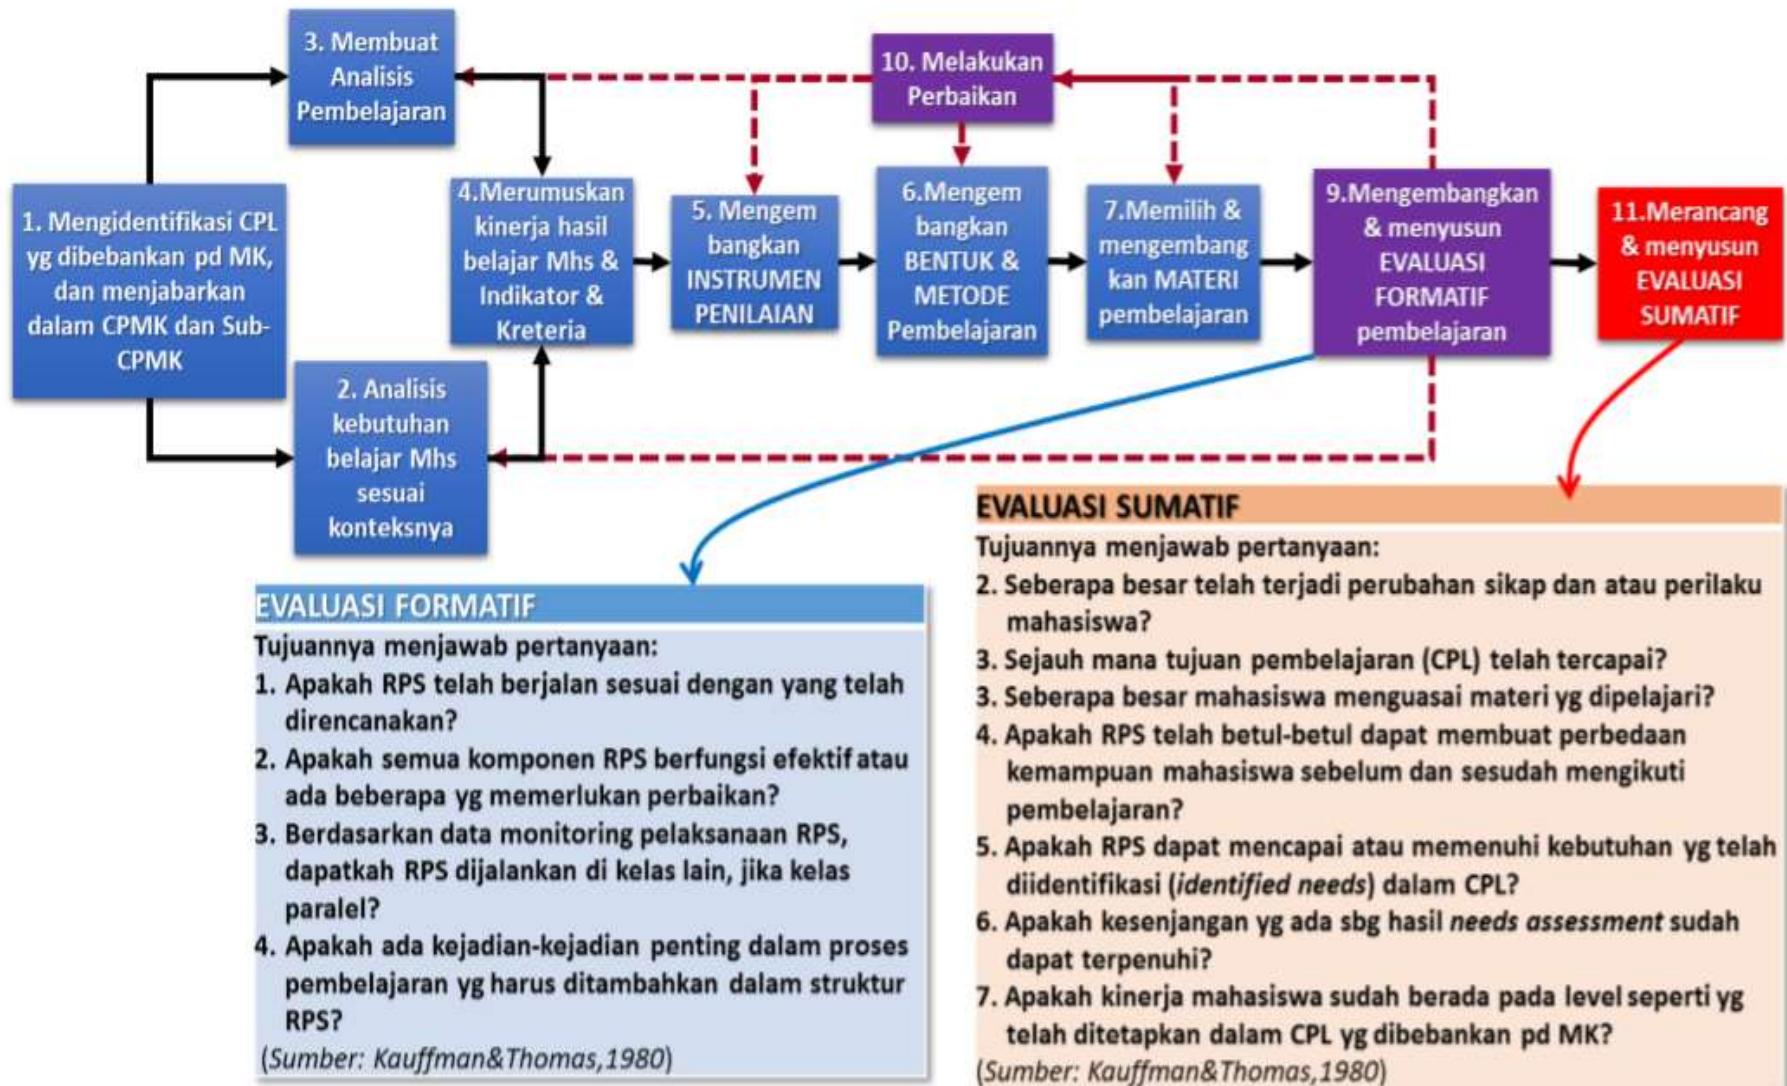 3. Membuat
Analisis
Pembelajaran
10. Melakukan
Perbaikan
1. Mengidentifikasi CPL
yg dibebankan pd MK,
dan menjabarkan
dalam CPMK dan Sub-
CPMK
4.Merumuskan
kinerja hasil
belajar Mhs &
Indikator &
Kreteria
5. Mengem
bangkan
INSTRUMEN
PENILAIAN
6.Mengem
bangkan
BENTUK &
METODE
Pembelajaran
7.Memilih &
mengembang
kan MATERI
pembelajaran
9.Mengembangkan
& menyusun
EVALUASI
FORMATIF
pembelajaran
11.Merancang
& menyusun
EVALUASI
SUMATIF
2. Analisis
kebutuhan
belajar Mhs
sesuai
konteksnya
EVALUASI FORMATIF
Tujuannya menjawab pertanyaan:
1. Apakah RPS telah berjalan sesuai dengan yang telah
direncanakan?
2. Apakah semua komponen RPS berfungsi efektif atau
ada beberapa yg memerlukan perbaikan?
3. Berdasarkan data monitoring pelaksanaan RPS,
dapatkah RPS dijalankan di kelas lain, jika kelas
paralel?
4. Apakah ada kejadian-kejadian penting dalam proses
pembelajaran yg harus ditambahkan dalam struktur
RPS?
(Sumber: Kauffman&Thomas,1980)
EVALUASI SUMATIF
Tujuannya menjawab pertanyaan:
2. Seberapa besar telah terjadi perubahan sikap dan atau perilaku
mahasiswa?
3. Sejauh mana tujuan pembelajaran (CPL) telah tercapai?
3. Seberapa besar mahasiswa menguasai materi yg dipelajari?
4. Apakah RPS telah betul-betul dapat membuat perbedaan
kemampuan mahasiswa sebelum dan sesudah mengikuti
pembelajaran?
5. Apakah RPS dapat mencapai atau memenuhi kebutuhan yg telah
diidentifikasi (identified needs) dalam CPL?
6. Apakah kesenjangan yg ada sbg hasil needs assessment sudah
dapat terpenuhi?
7. Apakah kinerja mahasiswa sudah berada pada level seperti yg
telah ditetapkan dalam CPL yg dibebankan pd MK?
(Sumber: Kauffman&Thomas,1980)